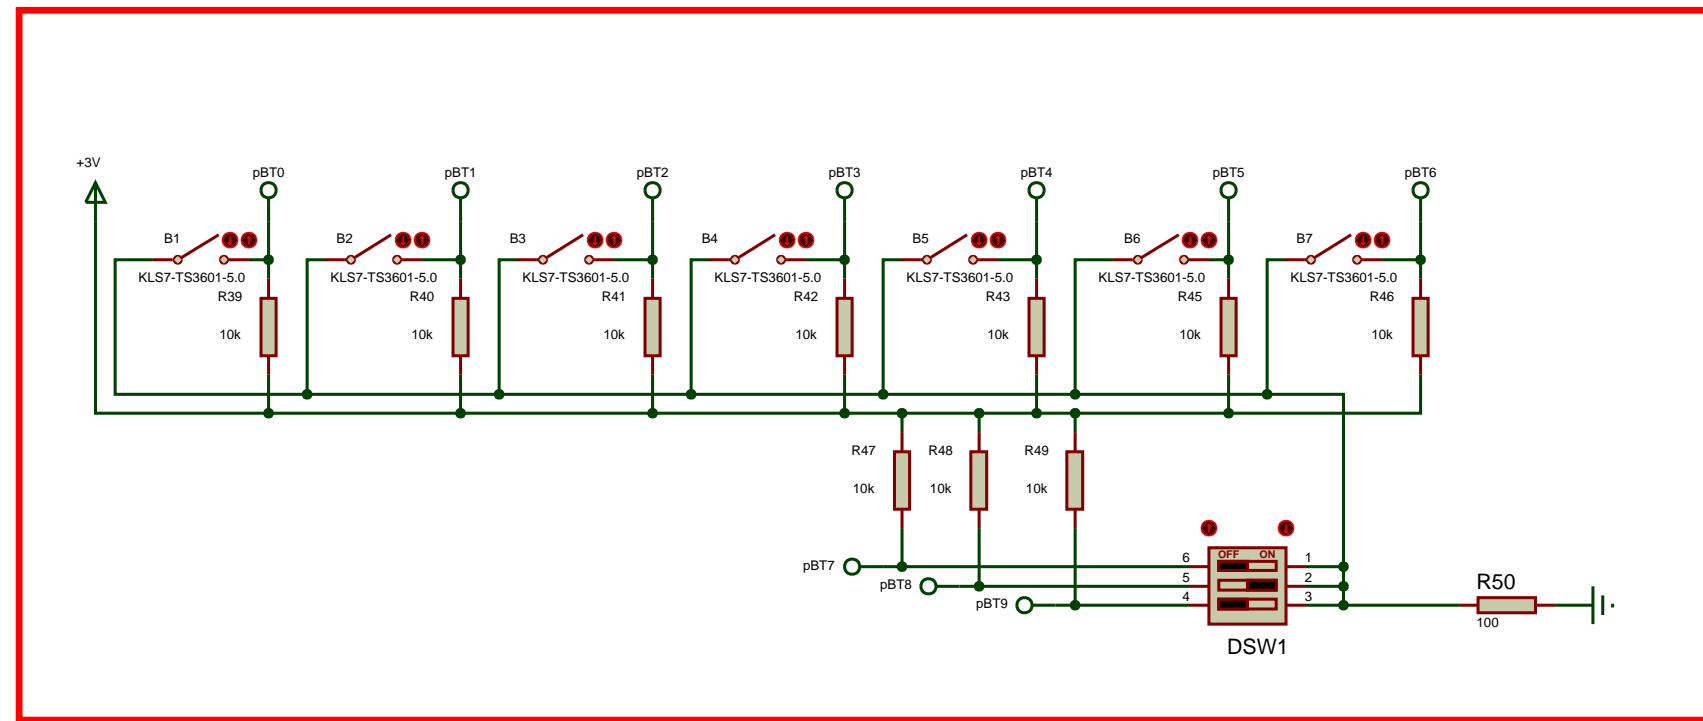 +3V
pBT0 pBT1 pBT2 pBT3 pBT4 pBT5 pBT6
B1 B2 B3 B4 B5 B6 B7
KLS7-TS3601-5.0 KLS7-TS3601-5.0 KLS7-TS3601-5.0 KLS7-TS3601-5.0 KLS7-TS3601-5.0 KLS7-TS3601-5.0 KLS7-TS3601-5.0
R39 R40 R41 R42 R43 R45 R46
10k 10k 10k 10k 10k 10k 10k
R47 R48 R49
10k 10k 10k
OFF ON
pBT7 6 1
pBT8 5 2
pBT9 4 3
R50
100
DSW1